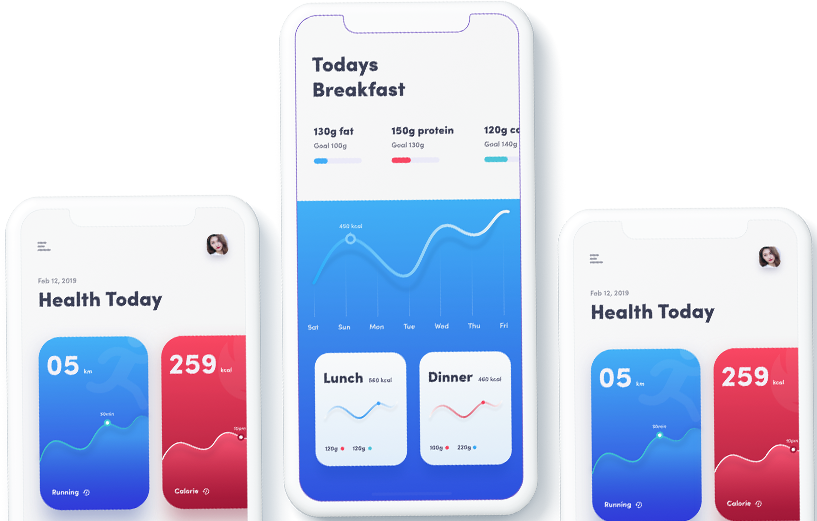 Feb 12, 2019
Health Today
05 km
259 kcal
50min
10pm
Running
Calorie
Todays
Breakfast
130g fat
150g protein
120g
Goal 100g
Goal 130g
Goal 140g
450 kcal
Sat Sun Mon Tue Wed Thu Fri
Lunch 560 kcal
Dinner 460 kcal
120g 120g
100g 220g
Feb 12, 2019
Health Today
05 km
259 kcal
50min
10pm
Running
Calorie